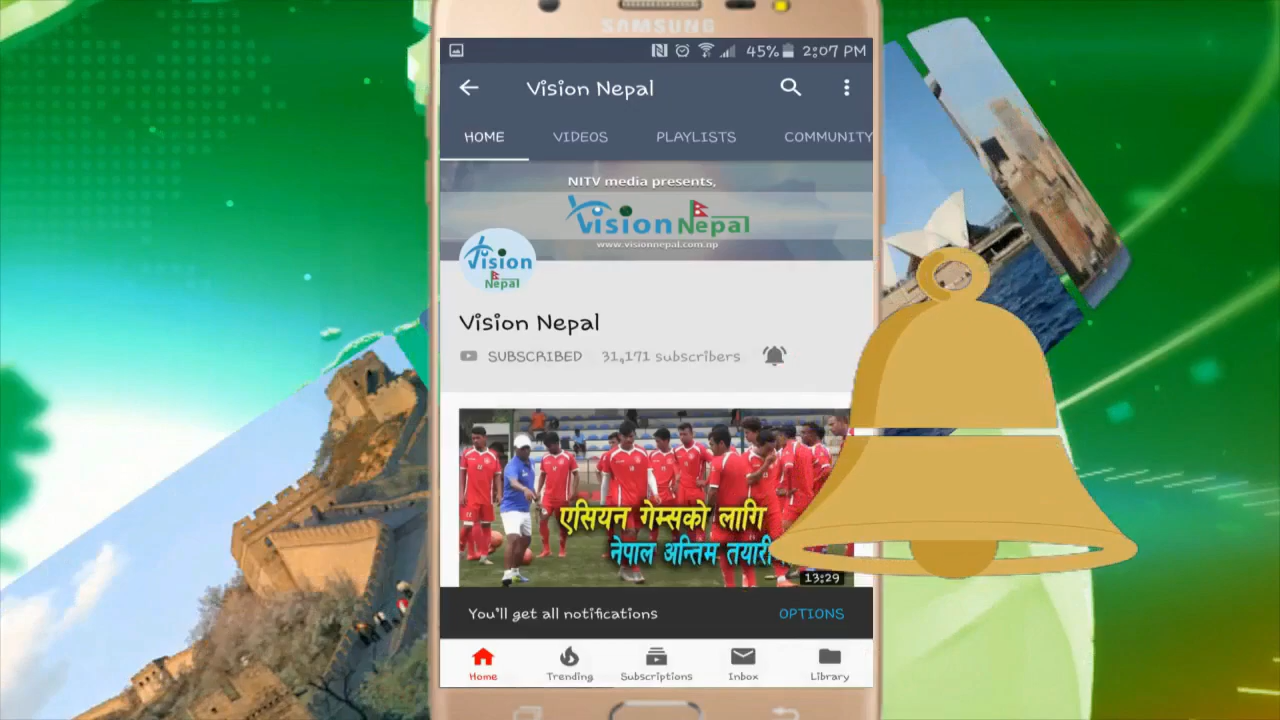 SAMSUNG
45% 2:07 PM
Vision Nepal
HOME VIDEOS PLAYLISTS COMMUNITY
NITV media presents,
Vision Nepal
www.visionnepal.com.np
Vision
Nepal
Vision Nepal
SUBSCRIBED 31,171 subscribers
एसियन गेम्सको लागि
नेपाल अन्तिम तयारी
13:29
You'll get all notifications OPTIONS
Home Trending Subscriptions Inbox Library